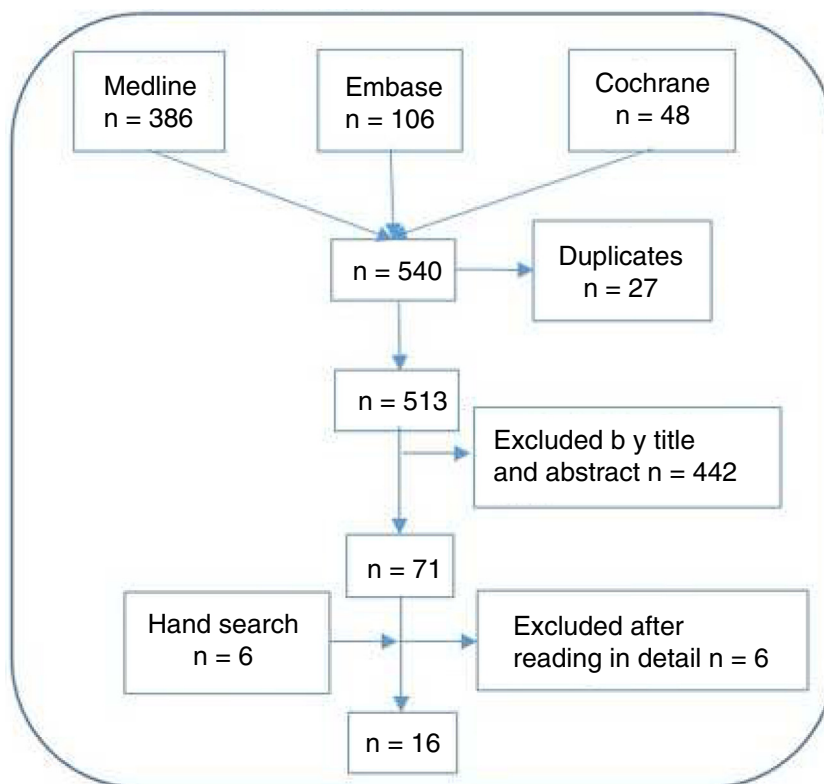 Medline
n = 386
Embase
n = 106
Cochrane
n = 48
n = 540
Duplicates
n = 27
n = 513
Excluded b y title
and abstract n = 442
n = 71
Hand search
n = 6
Excluded after
reading in detail n = 6
n = 16